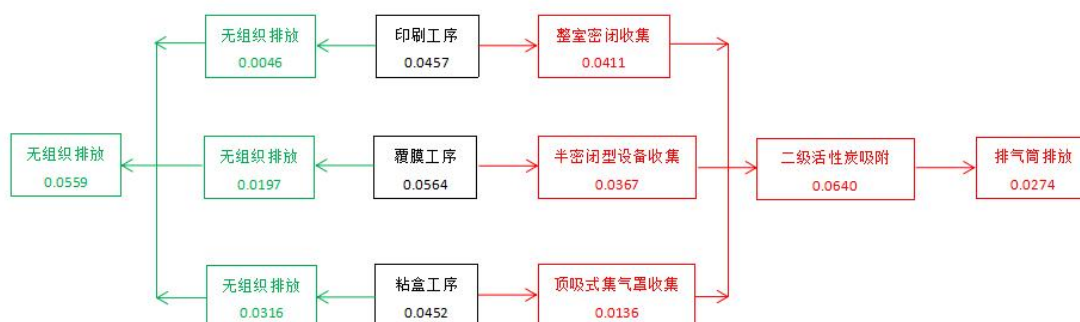 无组织排放
0.0046
印刷工序
0.0457
整室密闭收集
0.0411
无组织排放
0.0559
无组织排放
0.0197
覆膜工序
0.0564
半密闭型设备收集
0.0367
二级活性炭吸附
0.0640
排气筒排放
0.0274
无组织排放
0.0316
粘盒工序
0.0452
顶吸式集气罩收集
0.0136